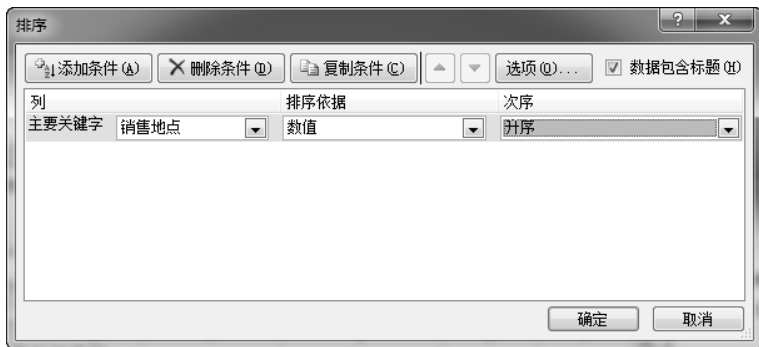 排序
添加条件(A) 删除条件(D) 复制条件(C) 选项(O)... 数据包含标题(H)
列 排序依据 次序
主要关键字 销售地点 数值 升序
确定 取消